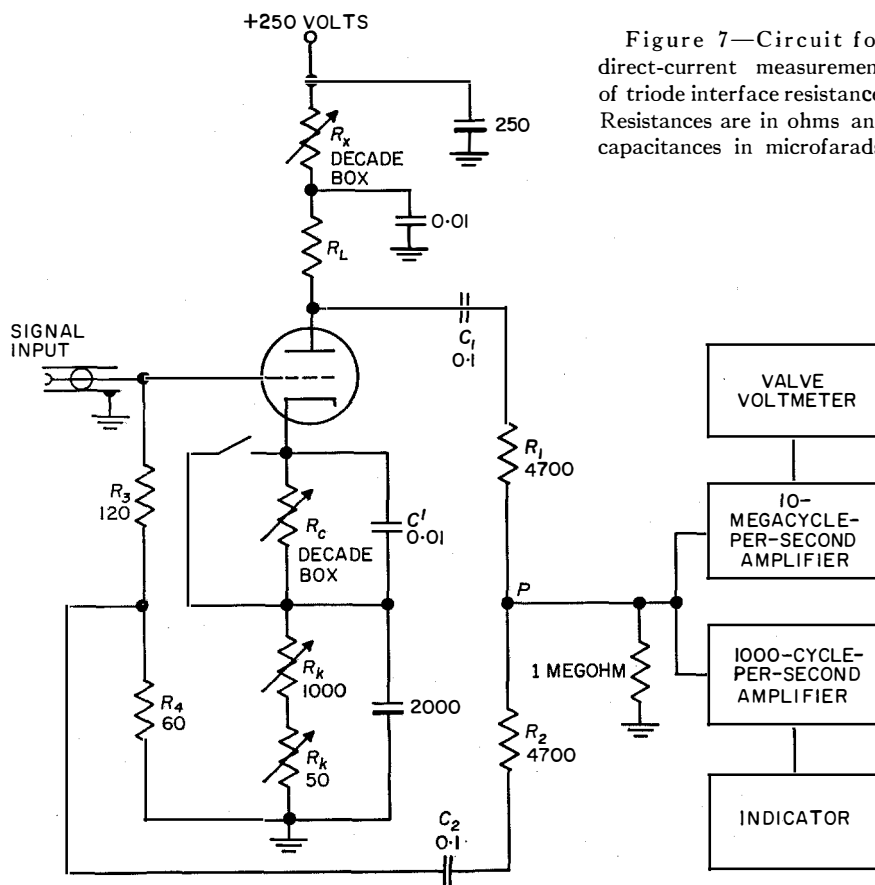 +250 VOLTS
Figure 7—Circuit fo
direct-current measurement
of triode interface resistance
Resistances are in ohms an
capacitances in microfarads
250
Rx
DECADE
BOX
0·01
RL
SIGNAL
INPUT
C1
0·1
VALVE
VOLTMETER
R1
4700
R3
120
Rc
DECADE
BOX
C'
0·01
10-
MEGACYCLE-
PER-SECOND
AMPLIFIER
P
Rk
1000
1 MEGOHM
1000-CYCLE-
PER-SECOND
AMPLIFIER
R4
60
2000
R2
4700
Rk
50
INDICATOR
C2
0·1